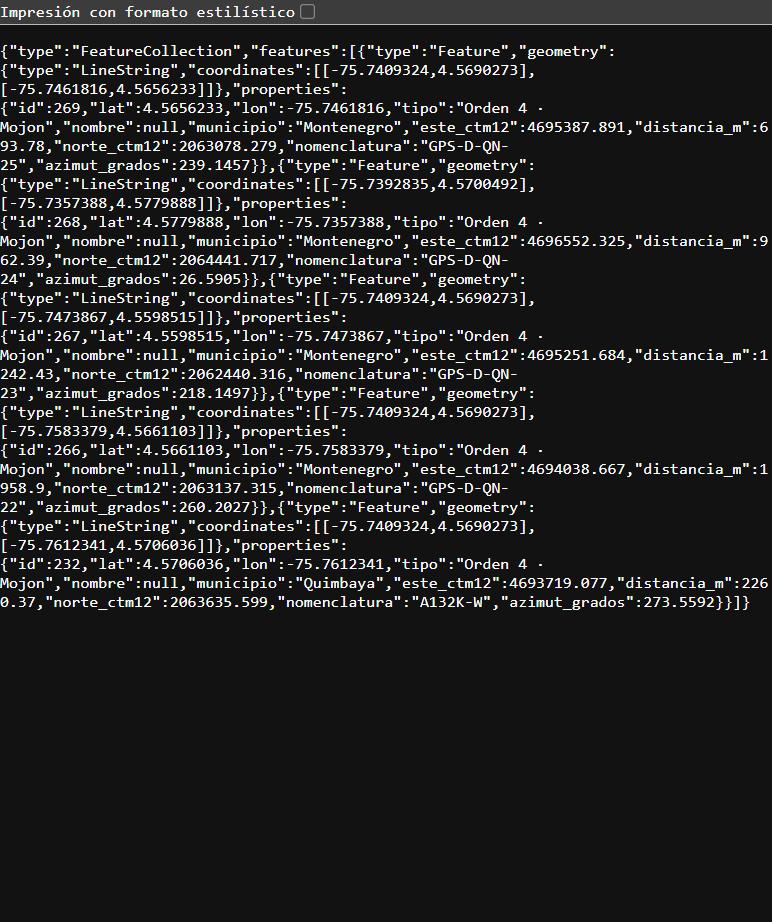 Impresión con formato estilístico
{"type":"FeatureCollection","features":[{"type":"Feature","geometry":
{"type":"LineString","coordinates":[[-75.7409324,4.5690273],
[-75.7461816,4.5656233]]},"properties":
{"id":269,"lat":4.5656233,"lon":-75.7461816,"tipo":"Orden 4 ·
Mojon","nombre":null,"municipio":"Montenegro","este_ctm12":4695387.891,"distancia_m":6
93.78,"norte_ctm12":2063078.279,"nomenclatura":"GPS-D-QN-
25","azimut_grados":239.1457}},{"type":"Feature","geometry":
{"type":"LineString","coordinates":[[-75.7392835,4.5700492],
[-75.7357388,4.5779888]]},"properties":
{"id":268,"lat":4.5779888,"lon":-75.7357388,"tipo":"Orden 4 ·
Mojon","nombre":null,"municipio":"Montenegro","este_ctm12":4696552.325,"distancia_m":9
62.39,"norte_ctm12":2064441.717,"nomenclatura":"GPS-D-QN-
24","azimut_grados":26.5905}},{"type":"Feature","geometry":
{"type":"LineString","coordinates":[[-75.7409324,4.5690273],
[-75.7473867,4.5598515]]},"properties":
{"id":267,"lat":4.5598515,"lon":-75.7473867,"tipo":"Orden 4 ·
Mojon","nombre":null,"municipio":"Montenegro","este_ctm12":4695251.684,"distancia_m":1
242.43,"norte_ctm12":2062440.316,"nomenclatura":"GPS-D-QN-
23","azimut_grados":218.1497}},{"type":"Feature","geometry":
{"type":"LineString","coordinates":[[-75.7409324,4.5690273],
[-75.7583379,4.5661103]]},"properties":
{"id":266,"lat":4.5661103,"lon":-75.7583379,"tipo":"Orden 4 ·
Mojon","nombre":null,"municipio":"Montenegro","este_ctm12":4694038.667,"distancia_m":1
958.9,"norte_ctm12":2063137.315,"nomenclatura":"GPS-D-QN-
22","azimut_grados":260.2027}},{"type":"Feature","geometry":
{"type":"LineString","coordinates":[[-75.7409324,4.5690273],
[-75.7612341,4.5706036]]},"properties":
{"id":232,"lat":4.5706036,"lon":-75.7612341,"tipo":"Orden 4 ·
Mojon","nombre":null,"municipio":"Quimbaya","este_ctm12":4693719.077,"distancia_m":226
0.37,"norte_ctm12":2063635.599,"nomenclatura":"A132K-W","azimut_grados":273.5592}}]}